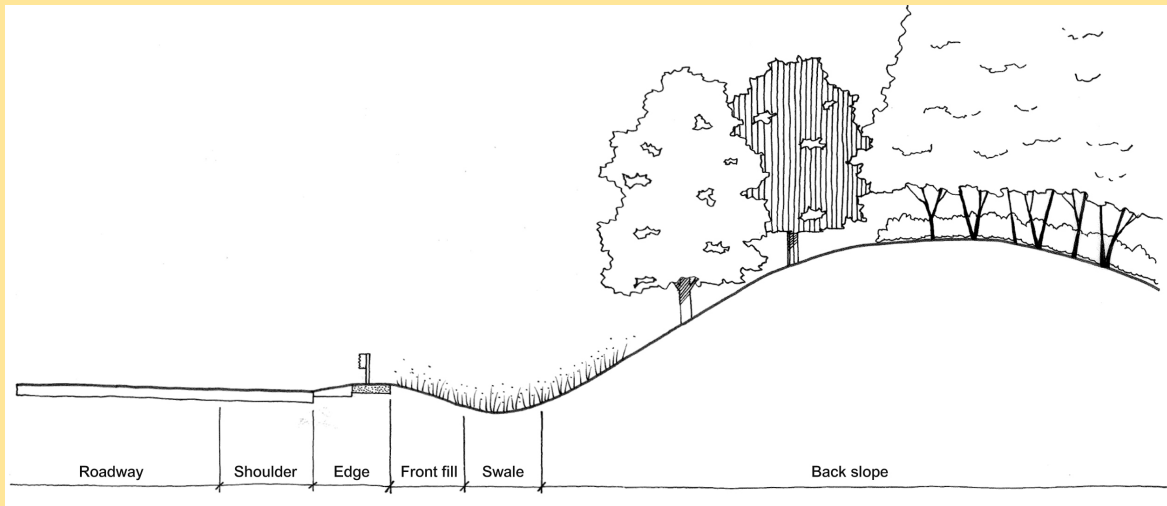 Roadway
Shoulder
Edge
Front fill
Swale
Back slope